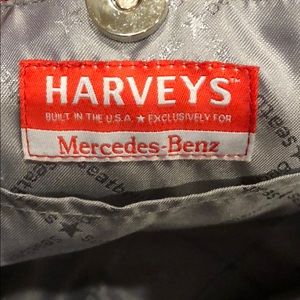 HARVEYS™
BUILT IN THE U.S.A. ★ EXCLUSIVELY FOR
Mercedes-Benz